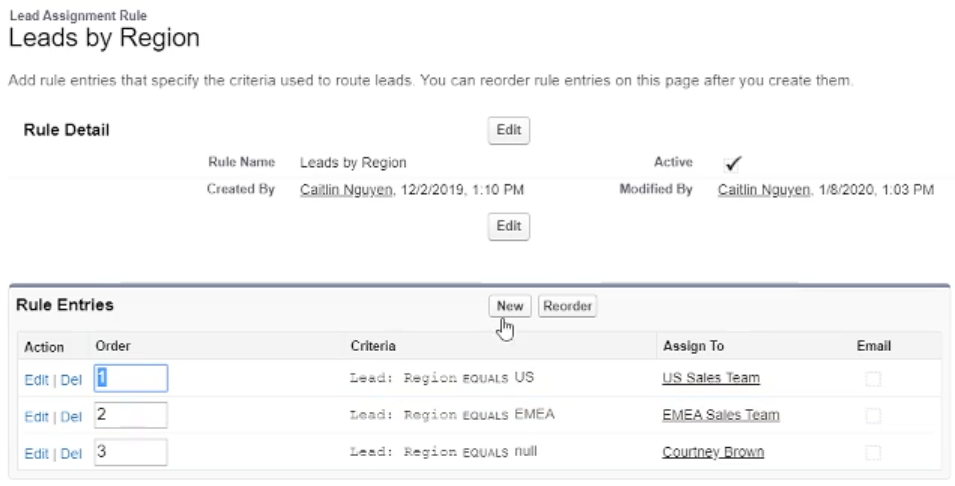 Lead Assignment Rule
Leads by Region
Add rule entries that specify the criteria used to route leads. You can reorder rule entries on this page after you create them.
Rule Detail Edit
Rule Name Leads by Region Active
Created By Caitlin Nguyen, 12/2/2019, 1:10 PM Modified By Caitlin Nguyen, 1/8/2020, 1:03 PM
Edit
Rule Entries New Reorder
Action Order Criteria Assign To Email
Edit | Del 1 Lead: Region EQUALS US US Sales Team
Edit | Del 2 Lead: Region EQUALS EMEA EMEA Sales Team
Edit | Del 3 Lead: Region EQUALS null Courtney Brown